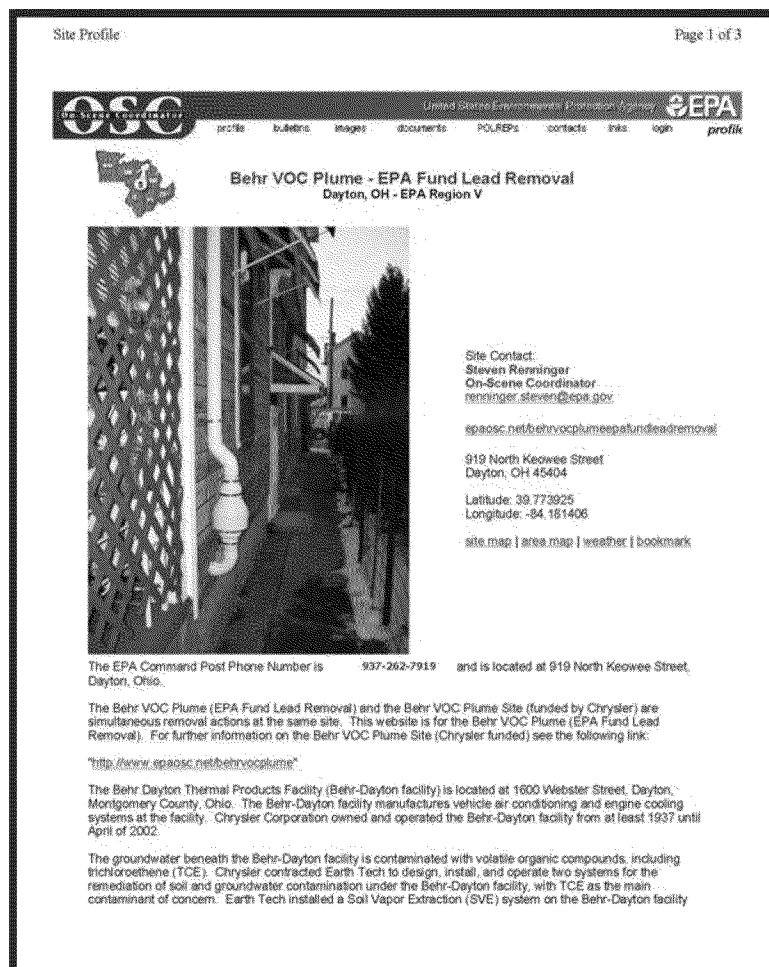 Site Profile
Page 1 of 3
OSC
On-Scene Coordinator
United States Environmental Protection Agency
EPA
profile bulletins images documents POLREPs contacts links login profile
Behr VOC Plume - EPA Fund Lead Removal
Dayton, OH - EPA Region V
Site Contact:
Steven Renninger
On-Scene Coordinator
renninger.steven@epa.gov
epaosc.net/behrvocplumeepafundleadremoval
919 North Keowee Street
Dayton, OH 45404
Latitude: 39.773925
Longitude: -84.181406
site map | area map | weather | bookmark
The EPA Command Post Phone Number is 937-262-7919 and is located at 919 North Keowee Street,
Dayton, Ohio.
The Behr VOC Plume (EPA Fund Lead Removal) and the Behr VOC Plume Site (funded by Chrysler) are
simultaneous removal actions at the same site. This website is for the Behr VOC Plume (EPA Fund Lead
Removal). For further information on the Behr VOC Plume Site (Chrysler funded) see the following link:
"http://www.epaosc.net/behrvocplume"
The Behr Dayton Thermal Products Facility (Behr-Dayton facility) is located at 1600 Webster Street, Dayton,
Montgomery County, Ohio. The Behr-Dayton facility manufactures vehicle air conditioning and engine cooling
systems at the facility. Chrysler Corporation owned and operated the Behr-Dayton facility from at least 1937 until
April of 2002.
The groundwater beneath the Behr-Dayton facility is contaminated with volatile organic compounds, including
trichloroethene (TCE). Chrysler contracted Earth Tech to design, install, and operate two systems for the
remediation of soil and groundwater contamination under the Behr-Dayton facility, with TCE as the main
contaminant of concern. Earth Tech installed a Soil Vapor Extraction (SVE) system on the Behr-Dayton facility